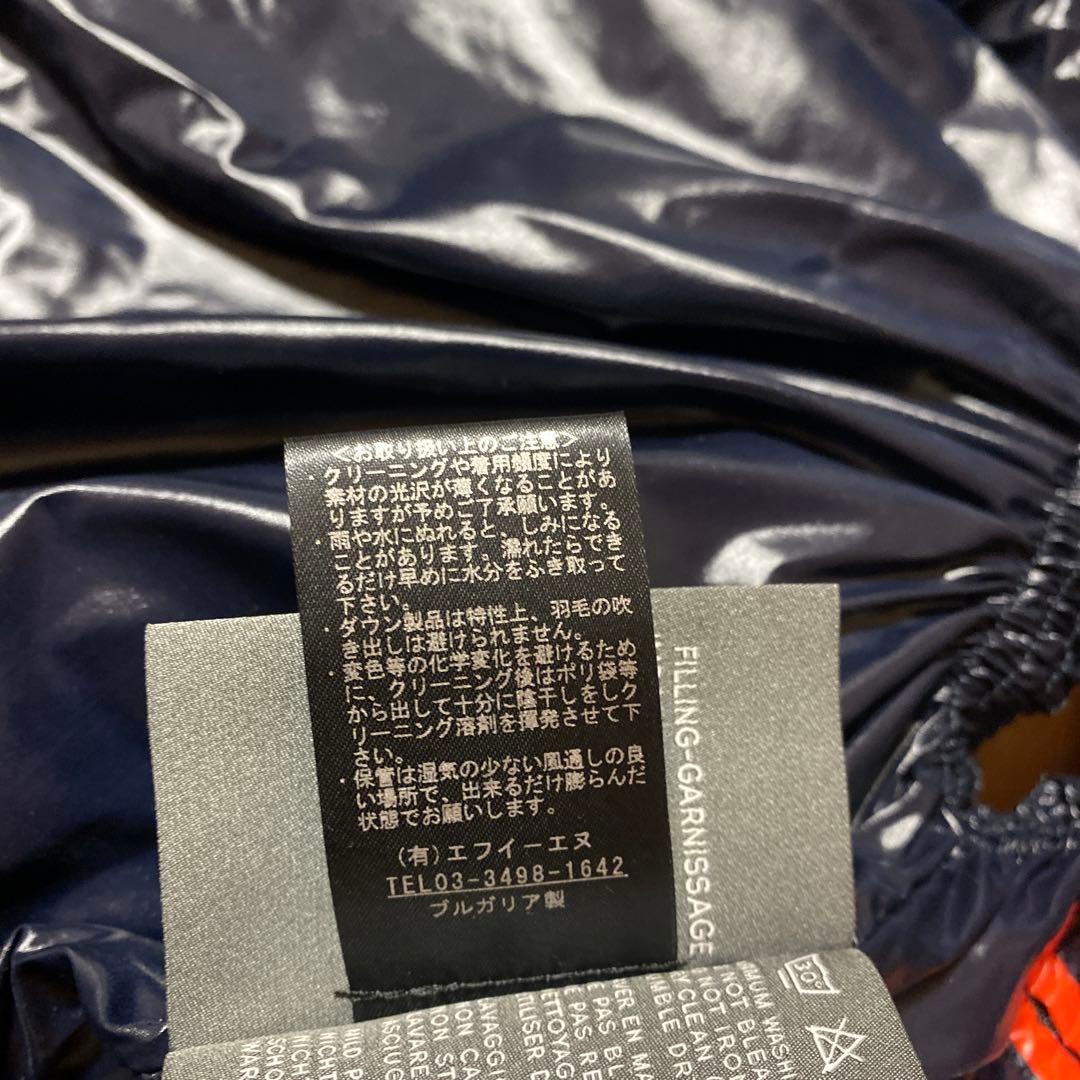 <お取り扱い上のご注意>
・クリーニングや着用頻度により
素材の光沢が薄くなることがあ
りますが予めご了承願います。
・雨や水にぬれると、しみになる
ことがあります。濡れたらでき
るだけ早めに水分をふき取って
下さい。
・ダウン製品は特性上、羽毛の吹
き出しは避けられません。
・変色等の化学変化を避けるため
に、クリーニング後はポリ袋等
から出して十分に陰干しをしク
リーニング溶剤を揮発させて下
さい。
・保管は湿気の少ない風通しの良
い場所で、出来るだけ膨らんだ
状態でお願いします。
(有)エフイーエヌ
TEL03-3498-1642
ブルガリア製
FILLING-GARNISSAGE
30°